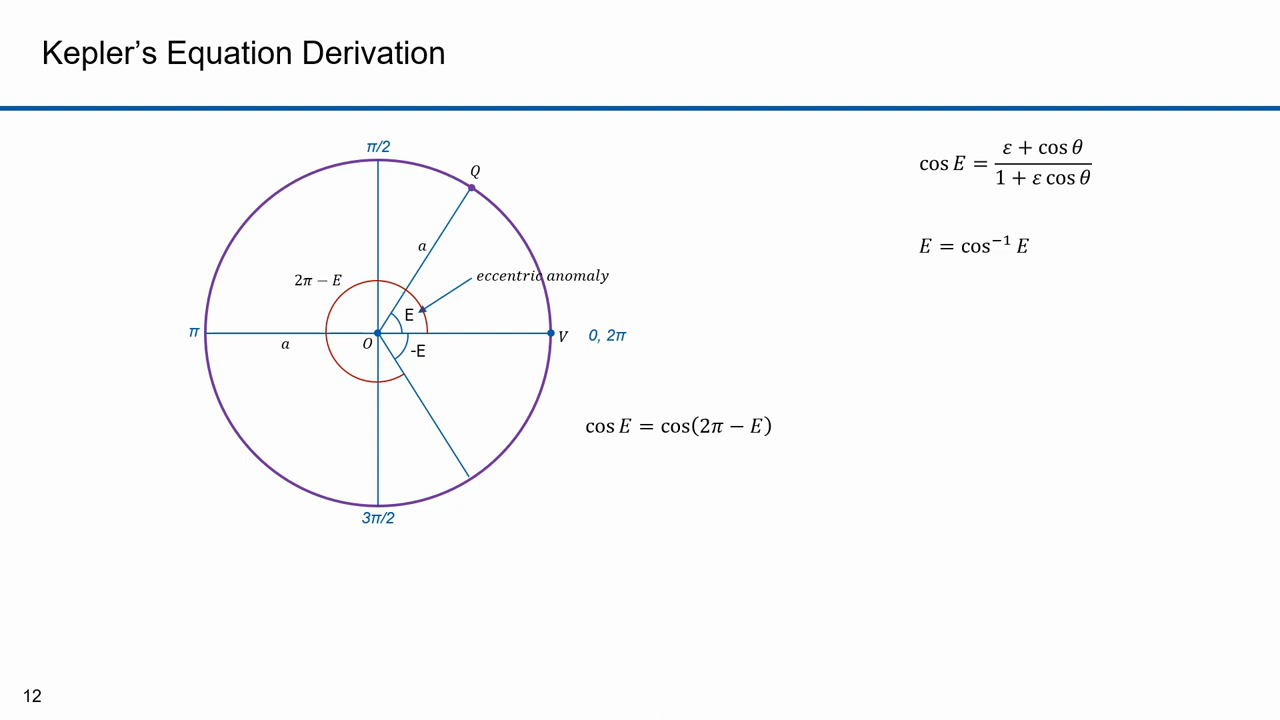 Kepler's Equation Derivation
π/2
Q
a
2π − E
eccentric anomaly
E
π
a
O
-E
V
0, 2π
3π/2
cos E = cos(2π − E)
cos E = (ε + cos θ)/(1 + ε cos θ)
E = cos⁻¹ E
12